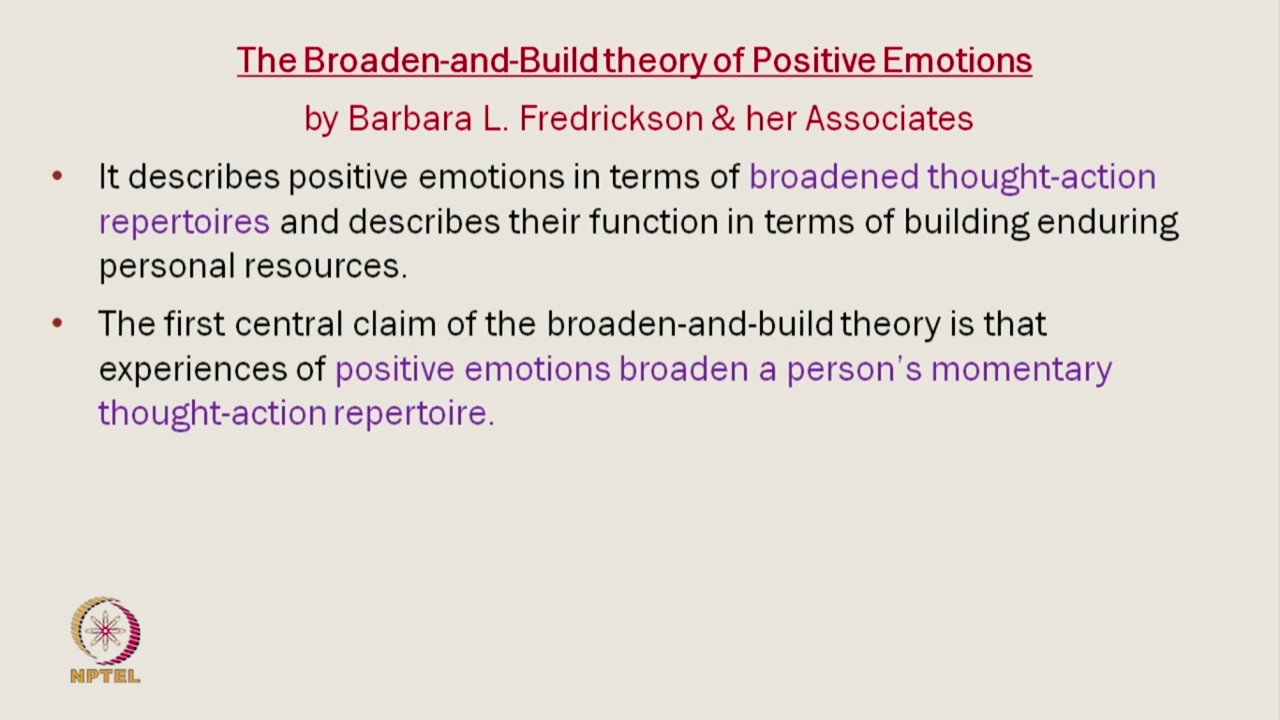 The Broaden-and-Build theory of Positive Emotions
by Barbara L. Fredrickson & her Associates
• It describes positive emotions in terms of broadened thought-action
repertoires and describes their function in terms of building enduring
personal resources.
• The first central claim of the broaden-and-build theory is that
experiences of positive emotions broaden a person's momentary
thought-action repertoire.
NPTEL